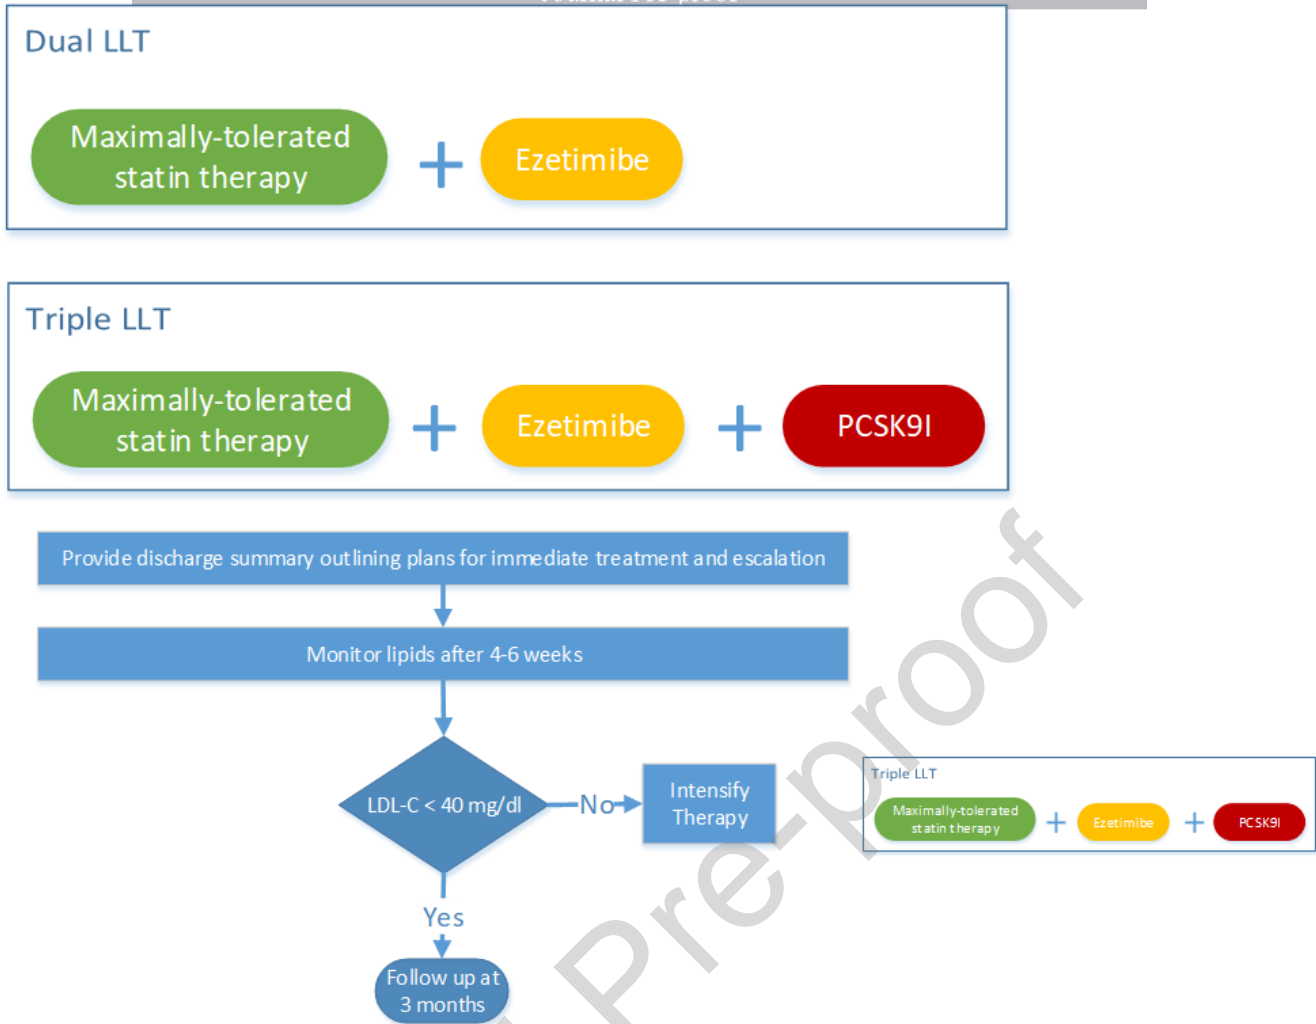 Dual LLT
Maximally-tolerated
statin therapy
+
Ezetimibe
Triple LLT
Maximally-tolerated
statin therapy
+
Ezetimibe
+
PCSK9I
Provide discharge summary outlining plans for immediate treatment and escalation
Monitor lipids after 4-6 weeks
LDL-C < 40 mg/dl
No
Intensify
Therapy
Triple LLT
Maximally-tolerated
statin therapy
+
Ezetimibe
+
PCSK9I
Yes
Follow up at
3 months
Pre-proof